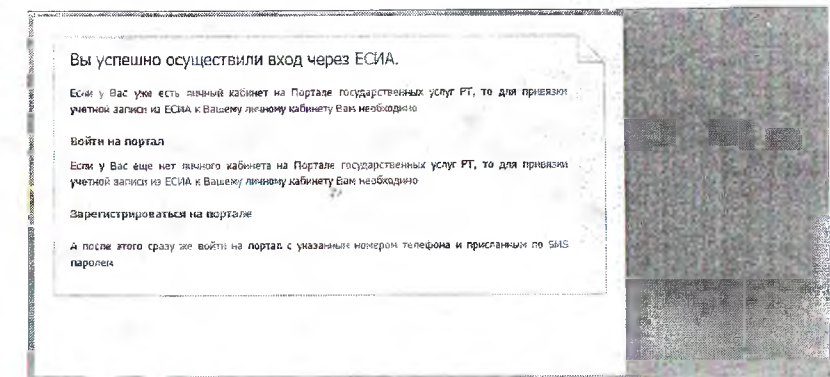 Вы успешно осуществили вход через ЕСИА.
Если у Вас уже есть личный кабинет на Портале государственных услуг РТ, то для привязки
учетной записи из ЕСИА к Вашему личному кабинету Вам необходимо
Войти на портал
Если у Вас еще нет личного кабинета на Портале государственных услуг РТ, то для привязки
учетной записи из ЕСИА к Вашему личному кабинету Вам необходимо
Зарегистрироваться на портале
А после этого сразу же войти на портал с указанным номером телефона и присланным по SMS
паролем